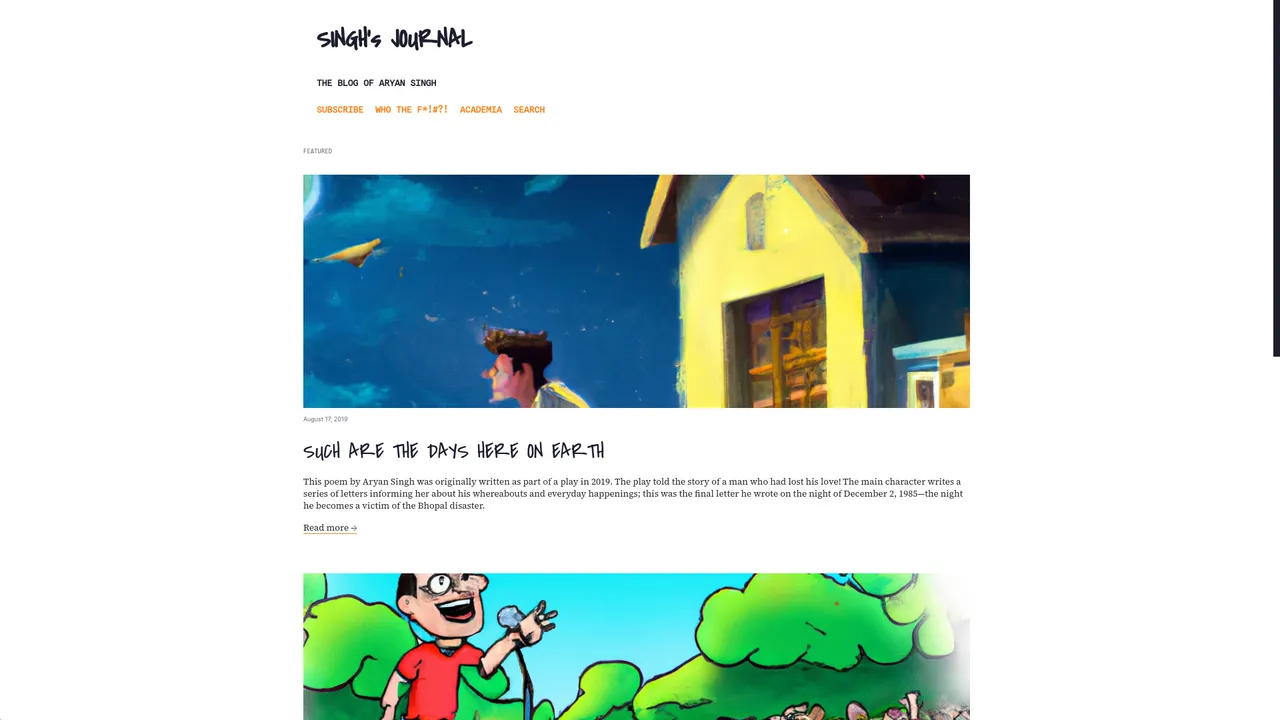 SINGH's JOURNAL
THE BLOG OF ARYAN SINGH
SUBSCRIBE WHO THE F*!#?! ACADEMIA SEARCH
FEATURED
August 17, 2019
SUCH ARE THE DAYS HERE ON EARTH
This poem by Aryan Singh was originally written as part of a play in 2019. The play told the story of a man who had lost his love! The main character writes a
series of letters informing her about his whereabouts and everyday happenings; this was the final letter he wrote on the night of December 2, 1985—the night
he becomes a victim of the Bhopal disaster.
Read more →